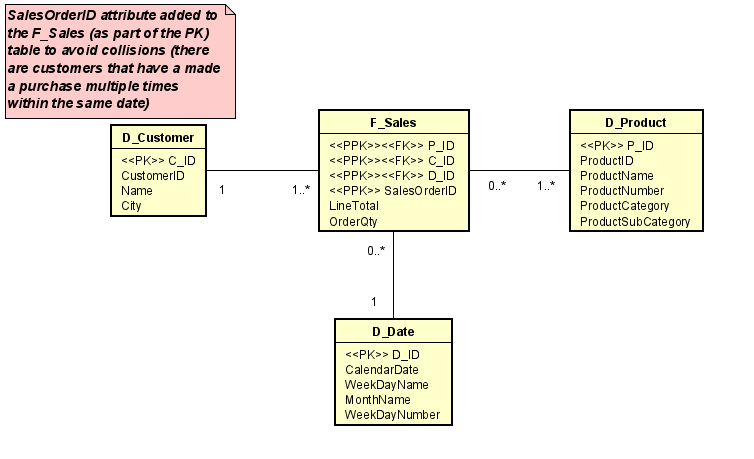 SalesOrderID attribute added to
the F_Sales (as part of the PK)
table to avoid collisions (there
are customers that have a made
a purchase multiple times
within the same date)
D_Customer
<<PK>> C_ID
CustomerID
Name
City
1
1..*
F_Sales
<<PPK>><<FK>> P_ID
<<PPK>><<FK>> C_ID
<<PPK>><<FK>> D_ID
<<PPK>> SalesOrderID
LineTotal
OrderQty
0..*
1..*
D_Product
<<PK>> P_ID
ProductID
ProductName
ProductNumber
ProductCategory
ProductSubCategory
0..*
1
D_Date
<<PK>> D_ID
CalendarDate
WeekDayName
MonthName
WeekDayNumber